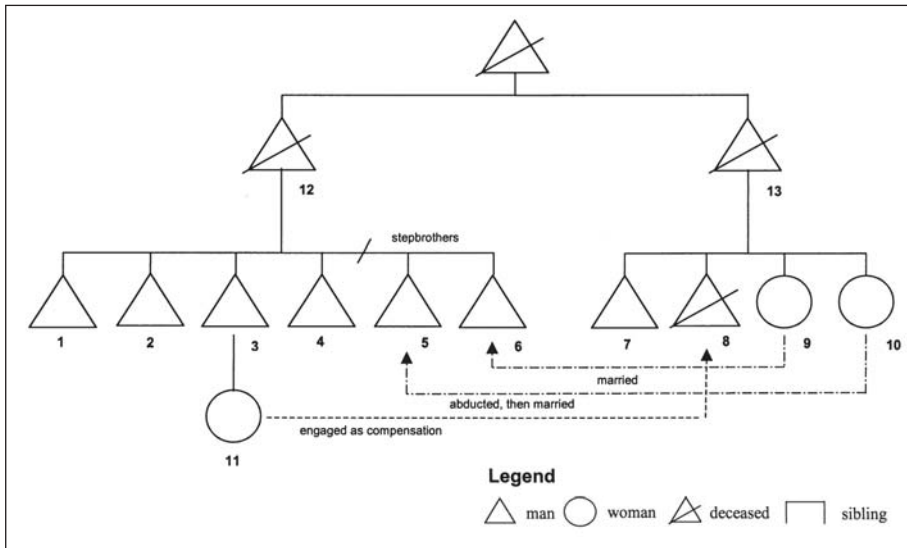 12
13
stepbrothers
1
2
3
4
5
6
7
8
9
10
married
abducted, then married
engaged as compensation
11
Legend
man
woman
deceased
sibling